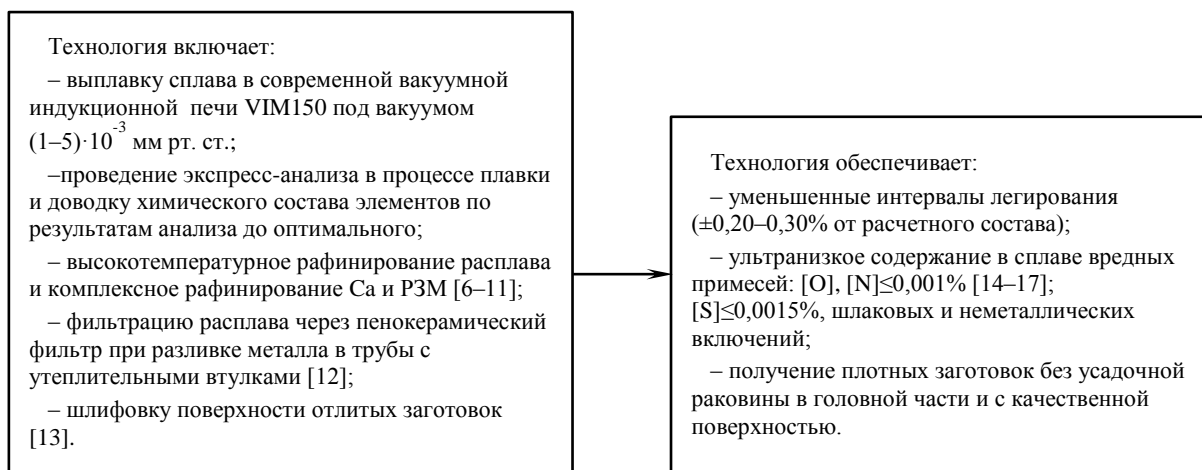 Технология включает:
– выплавку сплава в современной вакуумной
индукционной печи VIM150 под вакуумом
(1–5)·10⁻³ мм рт. ст.;
–проведение экспресс-анализа в процессе плавки
и доводку химического состава элементов по
результатам анализа до оптимального;
– высокотемпературное рафинирование расплава
и комплексное рафинирование Са и РЗМ [6–11];
– фильтрацию расплава через пенокерамический
фильтр при разливке металла в трубы с
утеплительными втулками [12];
– шлифовку поверхности отлитых заготовок
[13].
Технология обеспечивает:
– уменьшенные интервалы легирования
(±0,20–0,30% от расчетного состава);
– ультранизкое содержание в сплаве вредных
примесей: [O], [N]≤0,001% [14–17];
[S]≤0,0015%, шлаковых и неметаллических
включений;
– получение плотных заготовок без усадочной
раковины в головной части и с качественной
поверхностью.